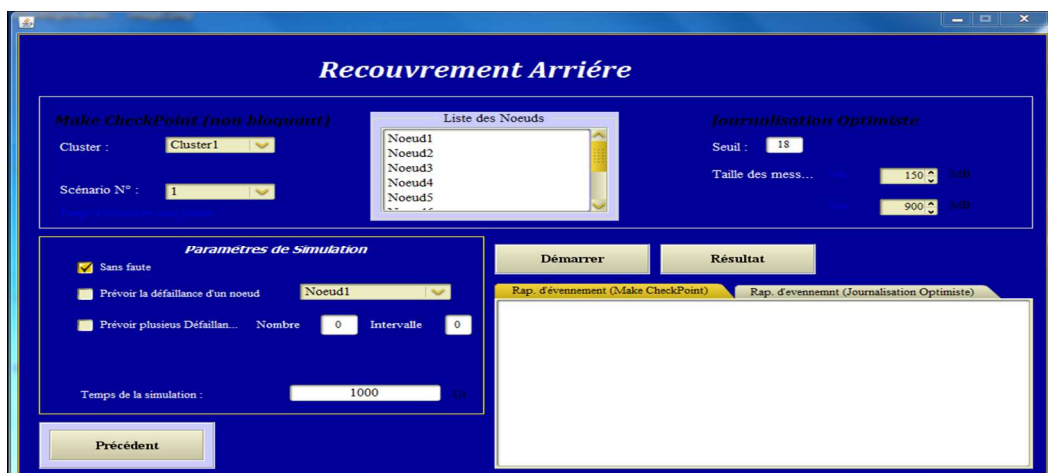 Recouvrement Arriére
Make CheckPoint (non bloquant)
Cluster :
Cluster1
Scénario N° :
1
Liste des Noeuds
Noeud1
Noeud2
Noeud3
Noeud4
Noeud5
Journalisation Optimiste
Seuil :
18
Taille des mess...
150
900
Paramétres de Simulation
Sans faute
Prévoir la défaillance d'un noeud
Noeud1
Prévoir plusieus Défaillan...
Nombre
0
Intervalle
0
Temps de la simulation :
1000
Précédent
Démarrer
Résultat
Rap. d'évennement (Make CheckPoint)
Rap. d'evennemnt (Journalisation Optimiste)